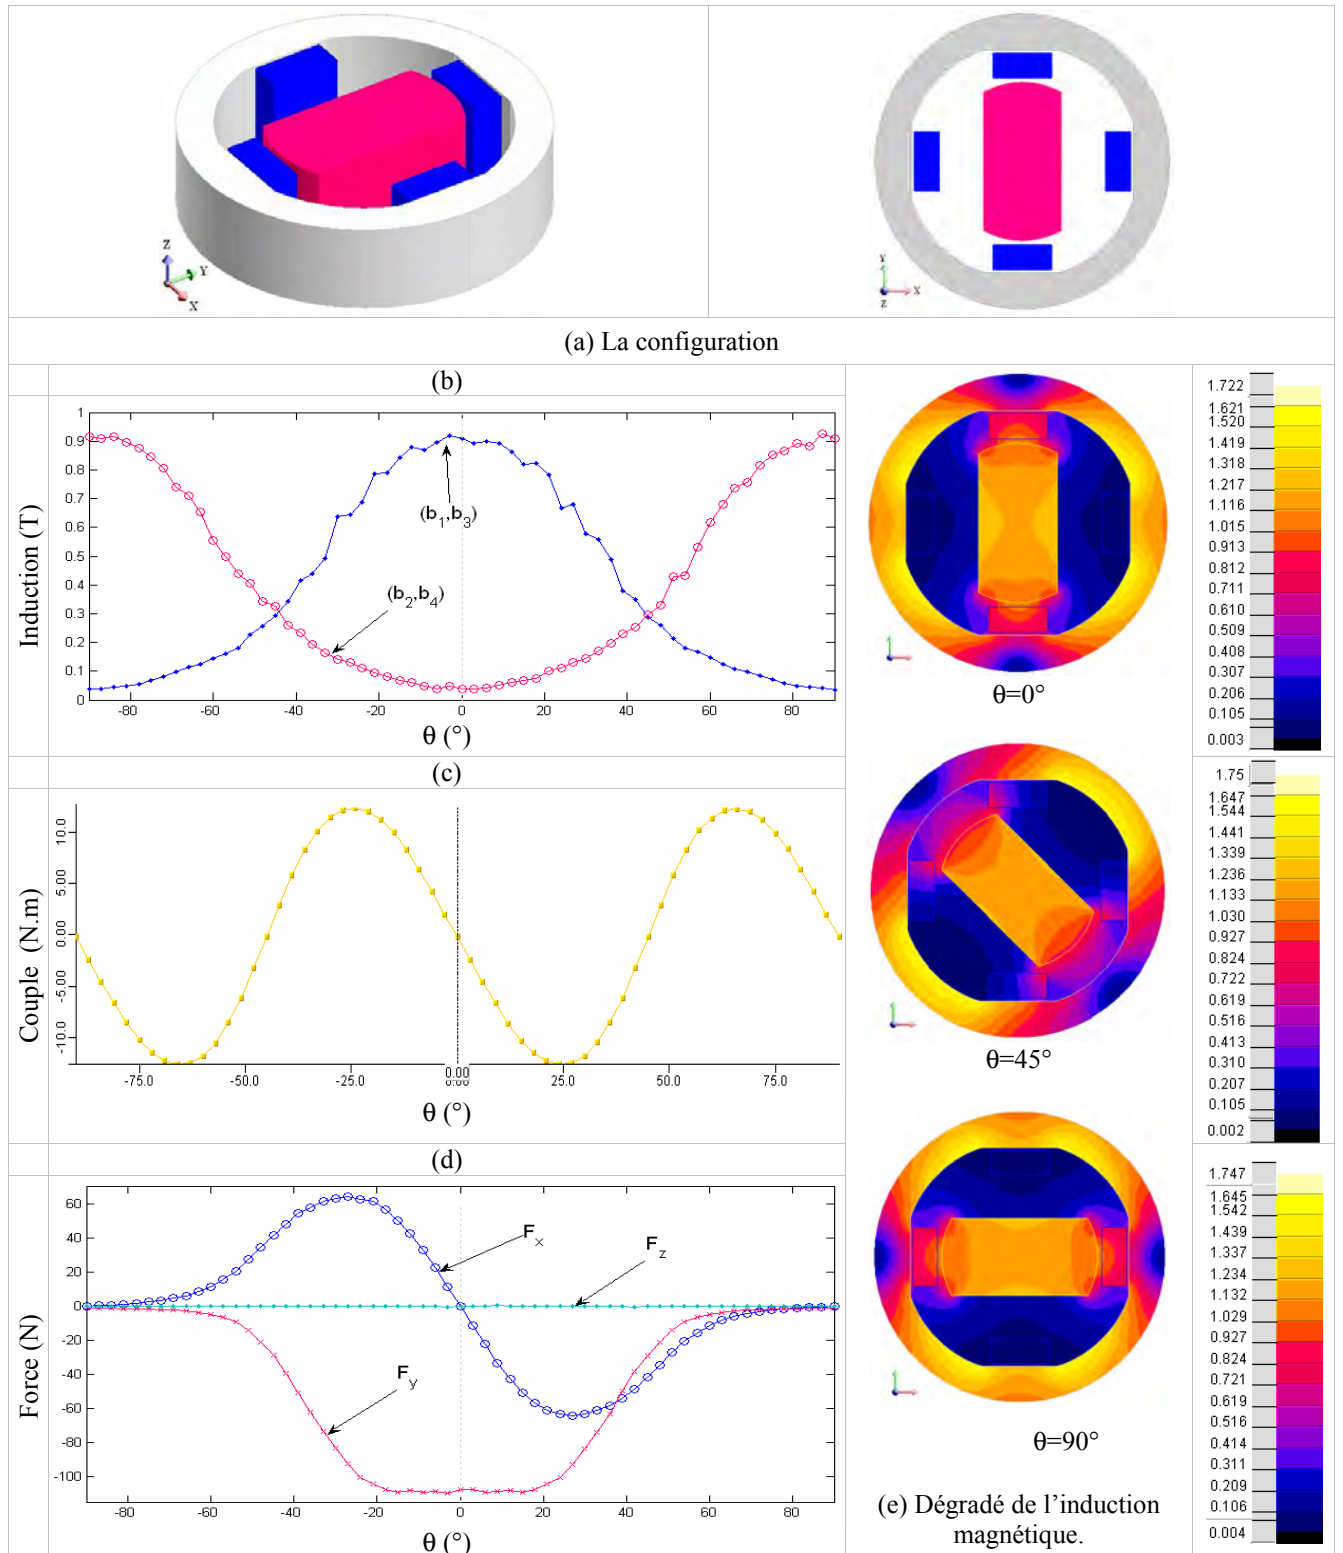 Z
Y
X
Y
Z
X
(a) La configuration
(b)
Induction (T)
1
0.9
0.8
0.7
0.6
0.5
0.4
0.3
0.2
0.1
0
(b1,b3)
(b2,b4)
-80 -60 -40 -20 0 20 40 60 80
θ (°)
(c)
Couple (N.m)
10.0
5.00
0.00
-5.00
-10.0
-75.0 -50.0 -25.0 0.00 25.0 50.0 75.0
θ (°)
(d)
Force (N)
60
40
20
0
-20
-40
-60
-80
-100
Fx
Fz
Fy
-80 -60 -40 -20 0 20 40 60 80
θ (°)
θ=0°
1.722
1.621
1.520
1.419
1.318
1.217
1.116
1.015
0.913
0.812
0.711
0.610
0.509
0.408
0.307
0.206
0.105
0.003
θ=45°
1.75
1.647
1.544
1.441
1.339
1.236
1.133
1.030
0.927
0.824
0.722
0.619
0.516
0.413
0.310
0.207
0.105
0.002
θ=90°
1.747
1.645
1.542
1.439
1.337
1.234
1.132
1.029
0.927
0.824
0.721
0.619
0.516
0.414
0.311
0.209
0.106
0.004
(e) Dégradé de l'induction
magnétique.